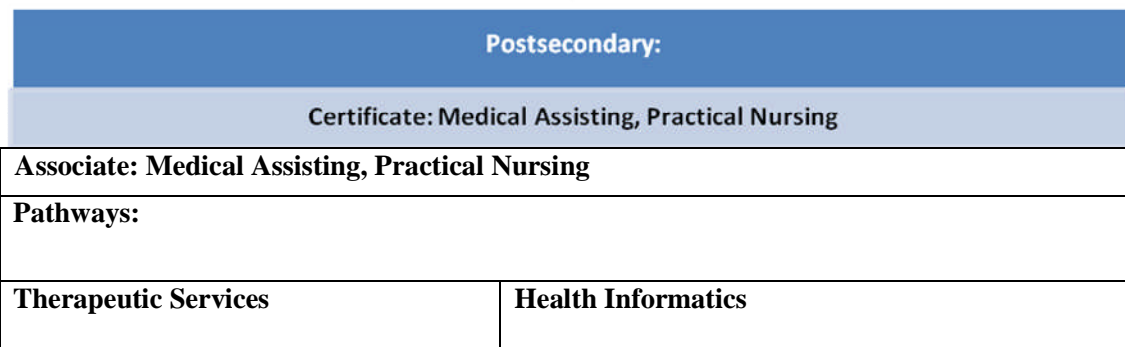 Postsecondary:
Certificate: Medical Assisting, Practical Nursing
Associate: Medical Assisting, Practical Nursing
Pathways:
Therapeutic Services
Health Informatics